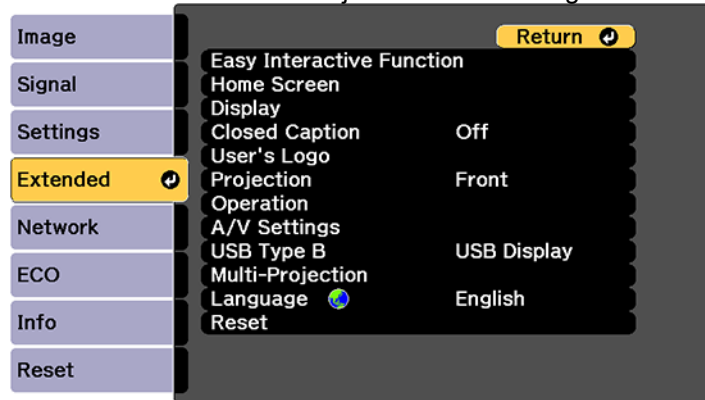 Image
Signal
Settings
Extended
Network
ECO
Info
Reset
Return
Easy Interactive Function
Home Screen
Display
Closed Caption Off
User's Logo
Projection Front
Operation
A/V Settings
USB Type B USB Display
Multi-Projection
Language English
Reset